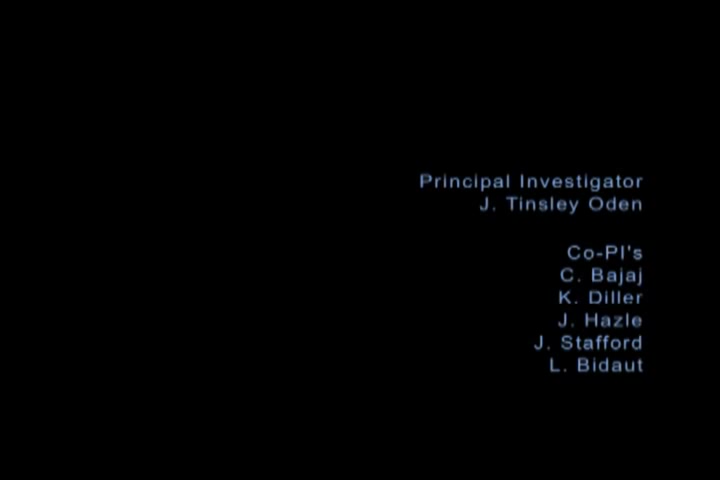 Principal Investigator
J. Tinsley Oden
Co-PI's
C. Bajaj
K. Diller
J. Hazle
J. Stafford
L. Bidaut